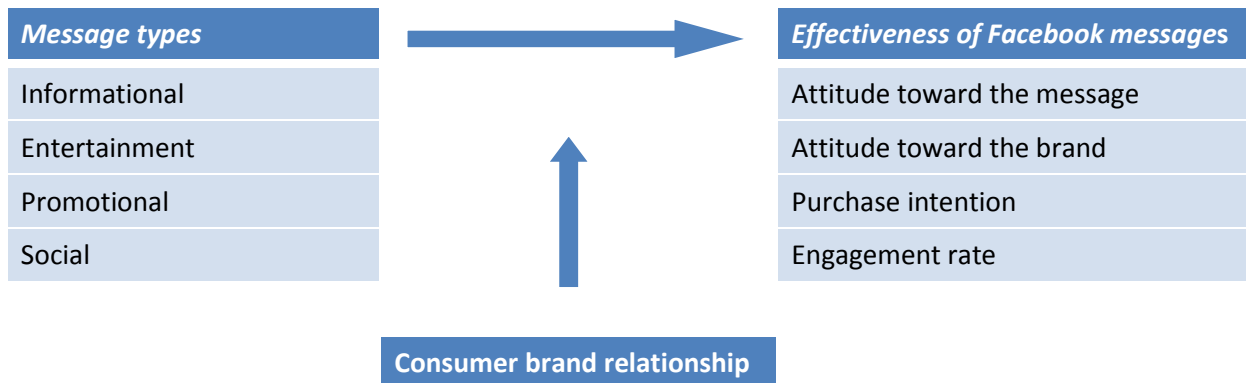 Message types
Informational
Entertainment
Promotional
Social
Effectiveness of Facebook messages
Attitude toward the message
Attitude toward the brand
Purchase intention
Engagement rate
Consumer brand relationship